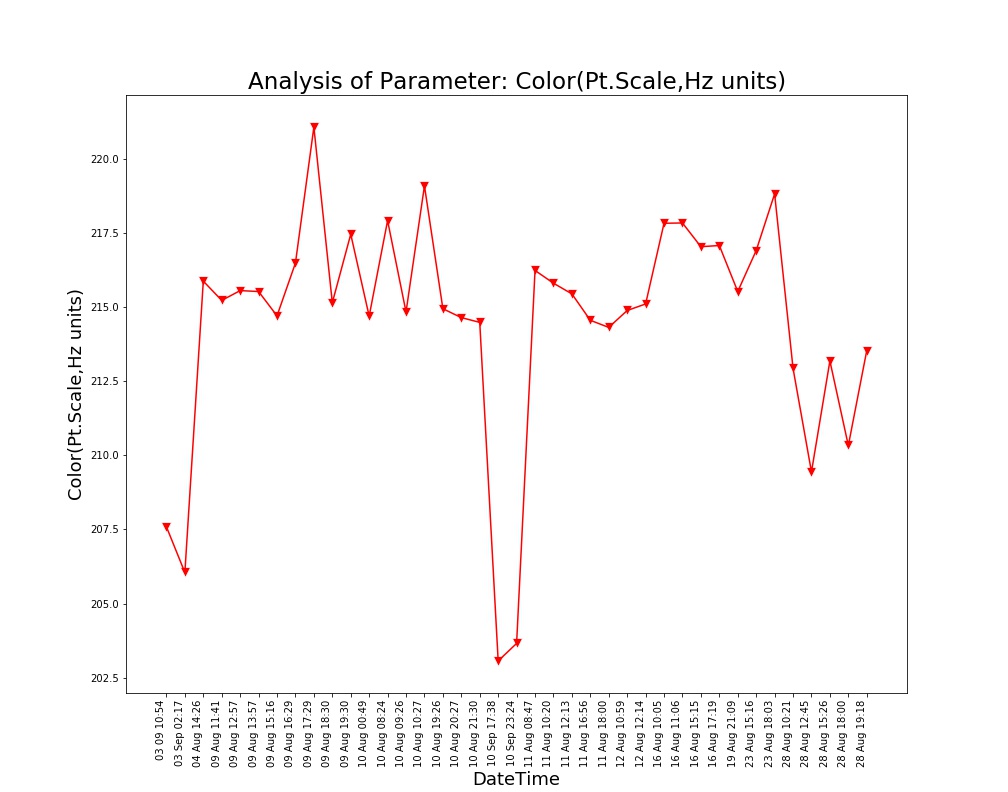 Analysis of Parameter: Color(Pt.Scale,Hz units)
220.0
217.5
215.0
212.5
210.0
207.5
205.0
202.5
Color(Pt.Scale,Hz units)
03 09 10:54
03 Sep 02:17
04 Aug 14:26
09 Aug 11:41
09 Aug 12:57
09 Aug 13:57
09 Aug 15:16
09 Aug 16:29
09 Aug 17:29
09 Aug 18:30
09 Aug 19:30
10 Aug 00:49
10 Aug 08:24
10 Aug 09:26
10 Aug 10:27
10 Aug 19:26
10 Aug 20:27
10 Aug 21:30
10 Sep 17:38
10 Sep 23:24
11 Aug 08:47
11 Aug 10:20
11 Aug 12:13
11 Aug 16:56
11 Aug 18:00
12 Aug 10:59
12 Aug 12:14
16 Aug 10:05
16 Aug 11:06
16 Aug 15:15
16 Aug 17:19
19 Aug 21:09
23 Aug 15:16
23 Aug 18:03
28 Aug 10:21
28 Aug 12:45
28 Aug 15:26
28 Aug 18:00
28 Aug 19:18
DateTime